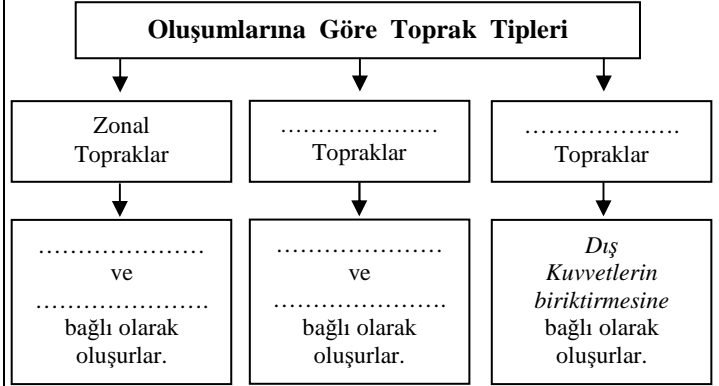 Oluşumlarına Göre Toprak Tipleri
Zonal
Topraklar
…………………
Topraklar
……………..….
Topraklar
…………………
ve
………………….
bağlı olarak
oluşurlar.
…………………
ve
………………….
bağlı olarak
oluşurlar.
Dış
Kuvvetlerin
biriktirmesine
bağlı olarak
oluşurlar.